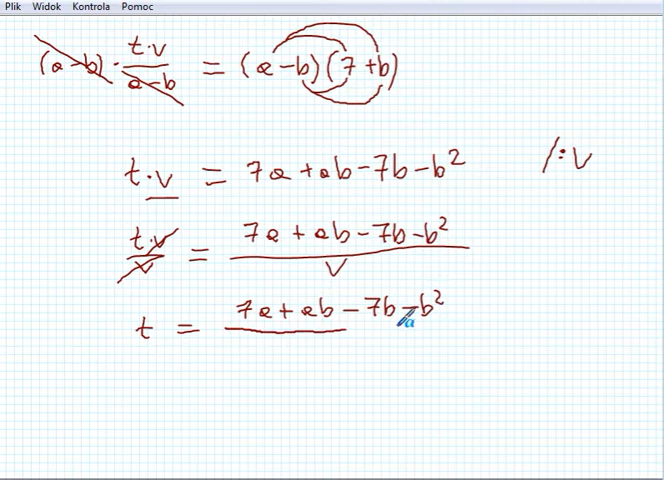 Plik Widok Kontrola Pomoc
(a-b) · t·v/a-b = (a-b)(7+b)
t·v = 7a+ab-7b-b² /:v
t·v/v = 7a+ab-7b-b²/v
t = 7a+ab-7b-b²